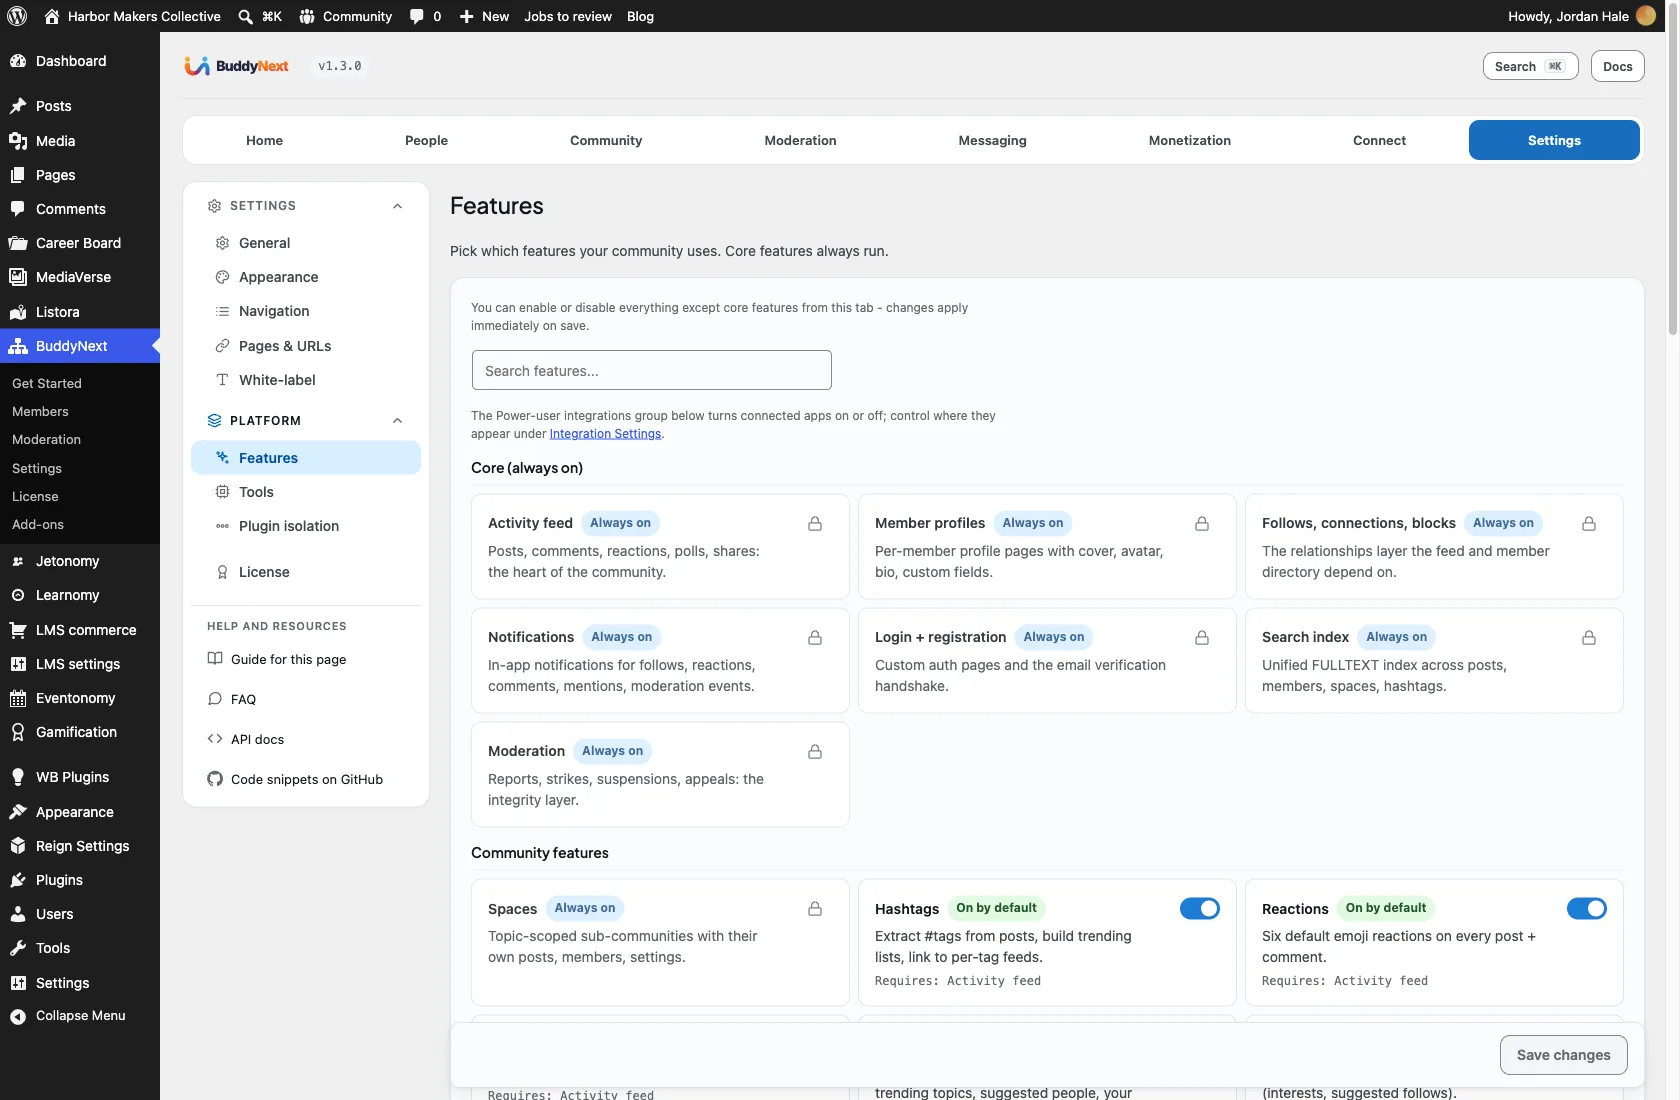 Harbor Makers Collective
⌘K
Community
0
New
Jobs to review
Blog
Howdy, Jordan Hale
Dashboard
Posts
Media
Pages
Comments
Career Board
MediaVerse
Listora
BuddyNext
Get Started
Members
Moderation
Settings
License
Add-ons
Jetonomy
Learnomy
LMS commerce
LMS settings
Eventonomy
Gamification
WB Plugins
Appearance
Reign Settings
Plugins
Users
Tools
Settings
Collapse Menu
BuddyNext
v1.3.0
Search ⌘K
Docs
Home
People
Community
Moderation
Messaging
Monetization
Connect
Settings
SETTINGS
General
Appearance
Navigation
Pages & URLs
White-label
PLATFORM
Features
Tools
Plugin isolation
License
HELP AND RESOURCES
Guide for this page
FAQ
API docs
Code snippets on GitHub
Features
Pick which features your community uses. Core features always run.
You can enable or disable everything except core features from this tab - changes apply
immediately on save.
Search features...
The Power-user integrations group below turns connected apps on or off; control where they
appear under Integration Settings.
Core (always on)
Activity feed Always on
Posts, comments, reactions, polls, shares:
the heart of the community.
Member profiles Always on
Per-member profile pages with cover, avatar,
bio, custom fields.
Follows, connections, blocks Always on
The relationships layer the feed and member
directory depend on.
Notifications Always on
In-app notifications for follows, reactions,
comments, mentions, moderation events.
Login + registration Always on
Custom auth pages and the email verification
handshake.
Search index Always on
Unified FULLTEXT index across posts,
members, spaces, hashtags.
Moderation Always on
Reports, strikes, suspensions, appeals: the
integrity layer.
Community features
Spaces Always on
Topic-scoped sub-communities with their
own posts, members, settings.
Hashtags On by default
Extract #tags from posts, build trending
lists, link to per-tag feeds.
Requires: Activity feed
Reactions On by default
Six default emoji reactions on every post +
comment.
Requires: Activity feed
Save changes
Requires: Activity feed
trending topics, suggested people, your
(interests, suggested follows).